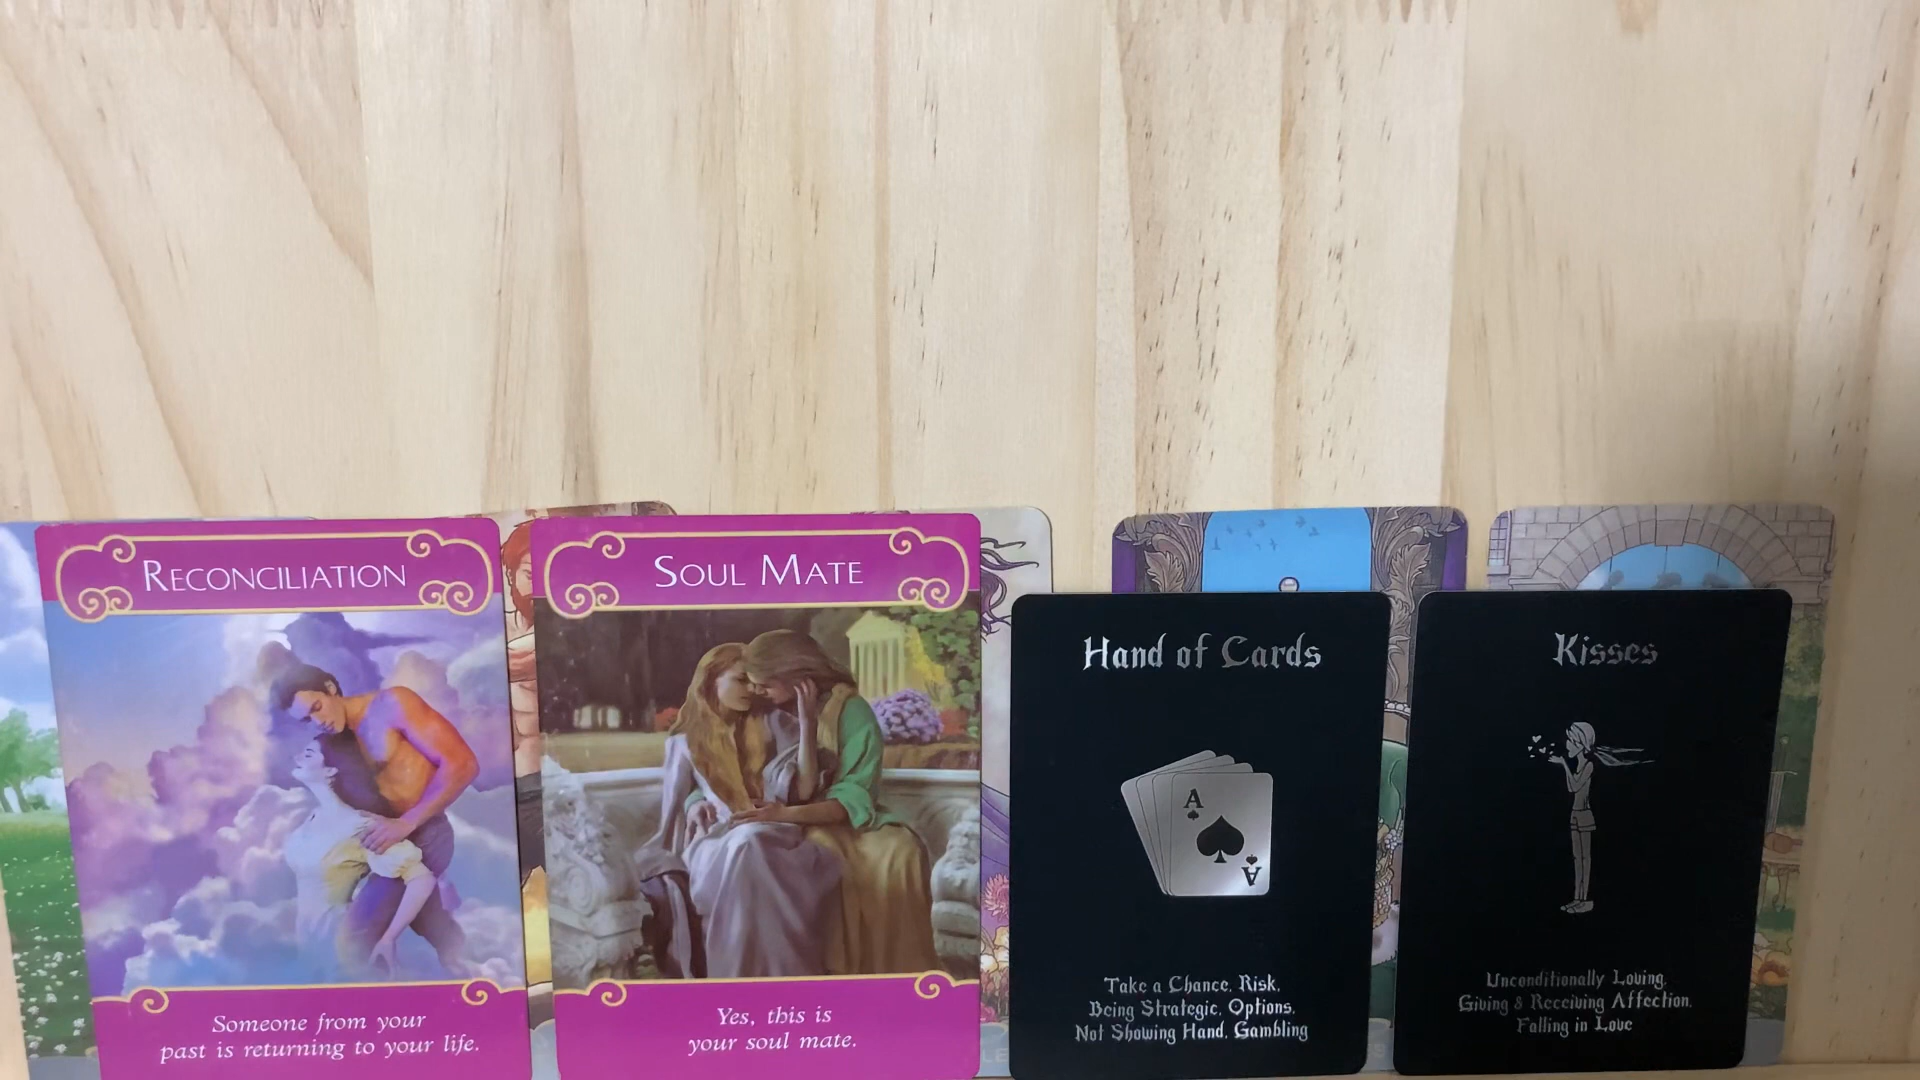 RECONCILIATION
Someone from your
past is returning to your life.
SOUL MATE
Yes, this is
your soul mate.
Hand of Cards
A
A
Take a Chance, Risk,
Being Strategic, Options,
Not Showing Hand, Gambling
Kisses
Unconditionally Loving,
Giving & Receiving Affection,
Falling in Love